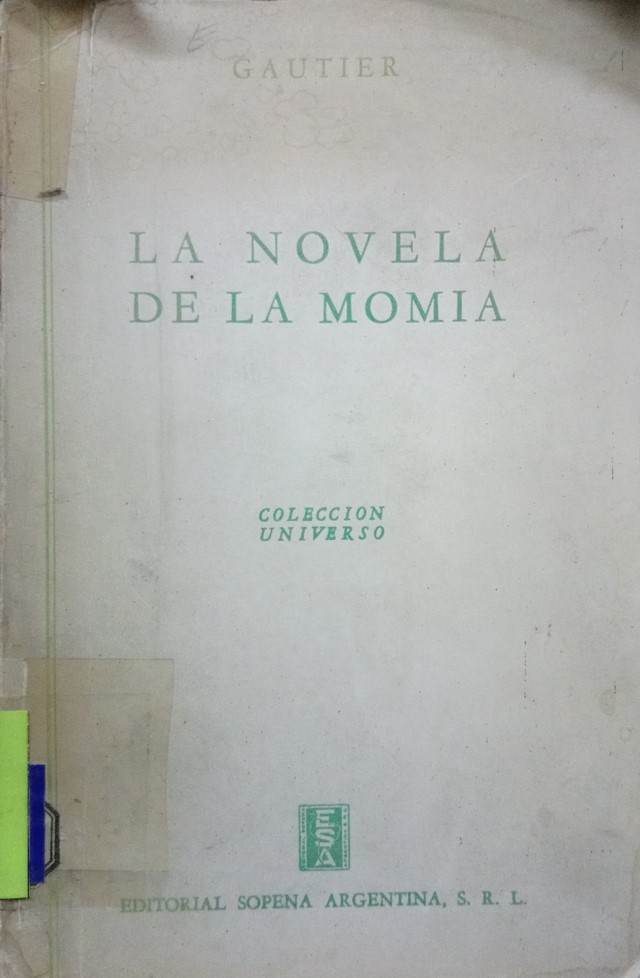 GAUTIER
LA NOVELA
DE LA MOMIA
COLECCION
UNIVERSO
ESA
EDITORIAL SOPENA ARGENTINA, S. R. L.